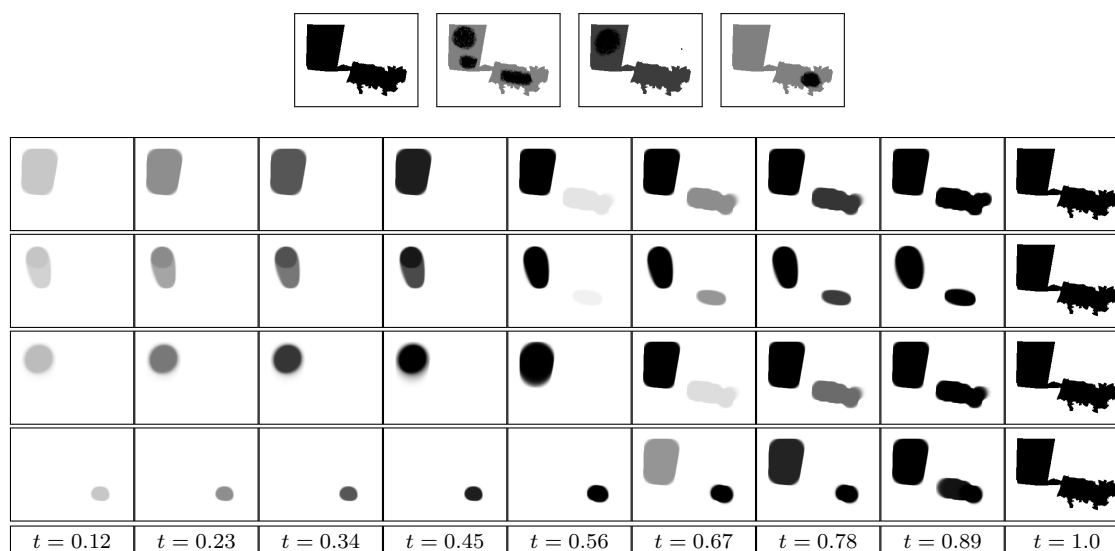 t = 0.12 t = 0.23 t = 0.34 t = 0.45 t = 0.56 t = 0.67 t = 0.78 t = 0.89 t = 1.0